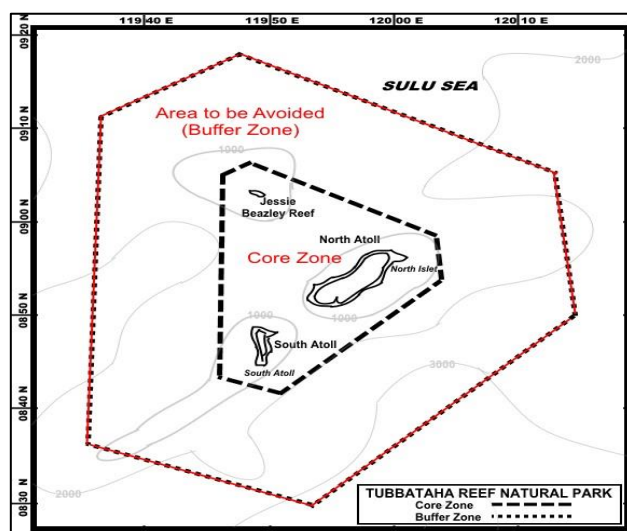 119 40 E
119 50 E
120 00 E
120 10 E
09 20 N
2000
SULU SEA
Area to be Avoided
(Buffer Zone)
09 10 N
1000
Jessie
Beazley Reef
09 00 N
North Atoll
Core Zone
North Islet
08 50 N
1000
1000
South Atoll
South Atoll
3000
08 40 N
2000
08 30 N
TUBBATAHA REEF NATURAL PARK
Core Zone
Buffer Zone